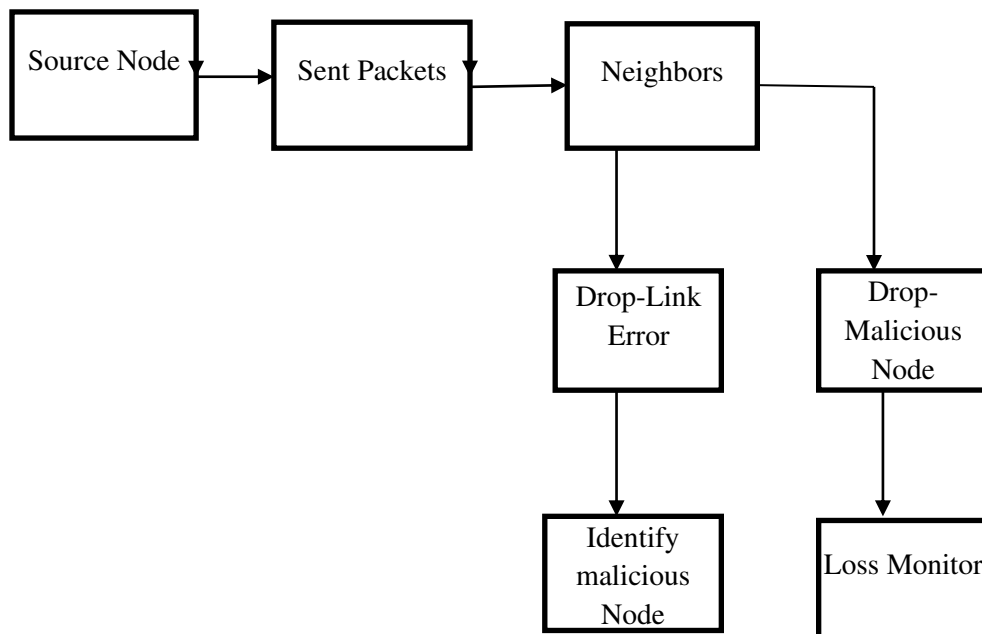 Source Node
Sent Packets
Neighbors
Drop-Link
Error
Drop-
Malicious
Node
Identify
malicious
Node
Loss Monitor